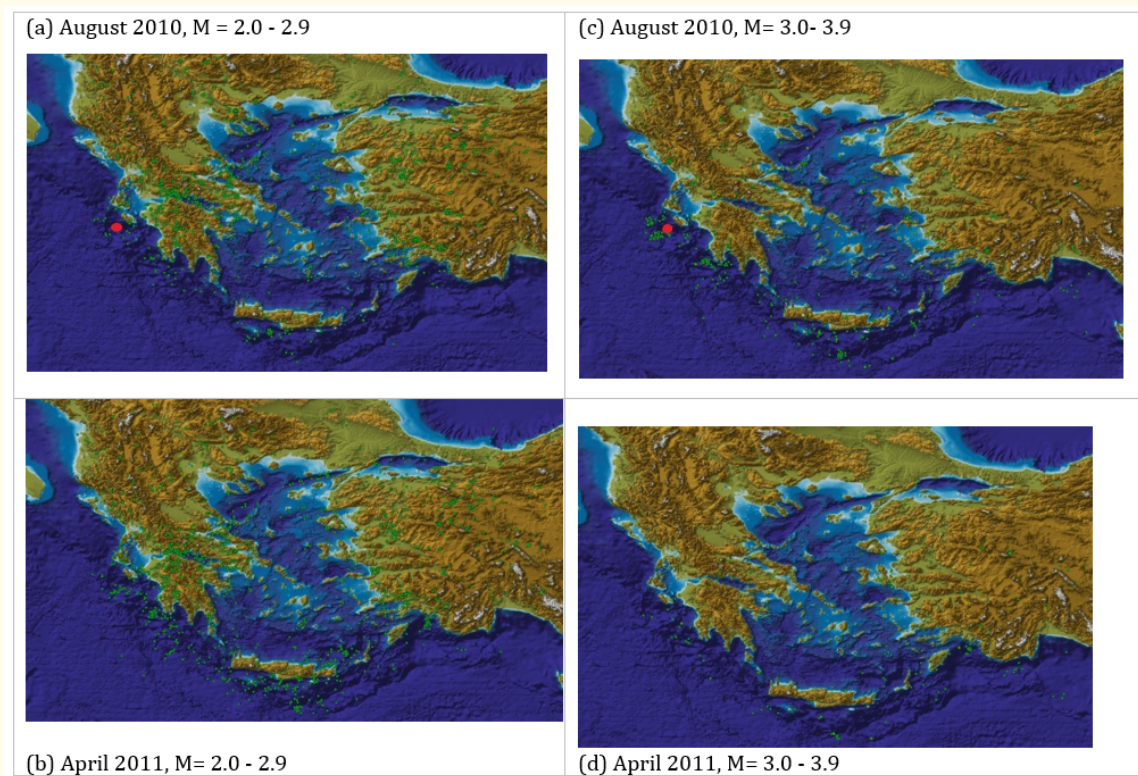 (a) August 2010, M = 2.0 - 2.9
(c) August 2010, M= 3.0- 3.9
(b) April 2011, M= 2.0 - 2.9
(d) April 2011, M= 3.0 - 3.9